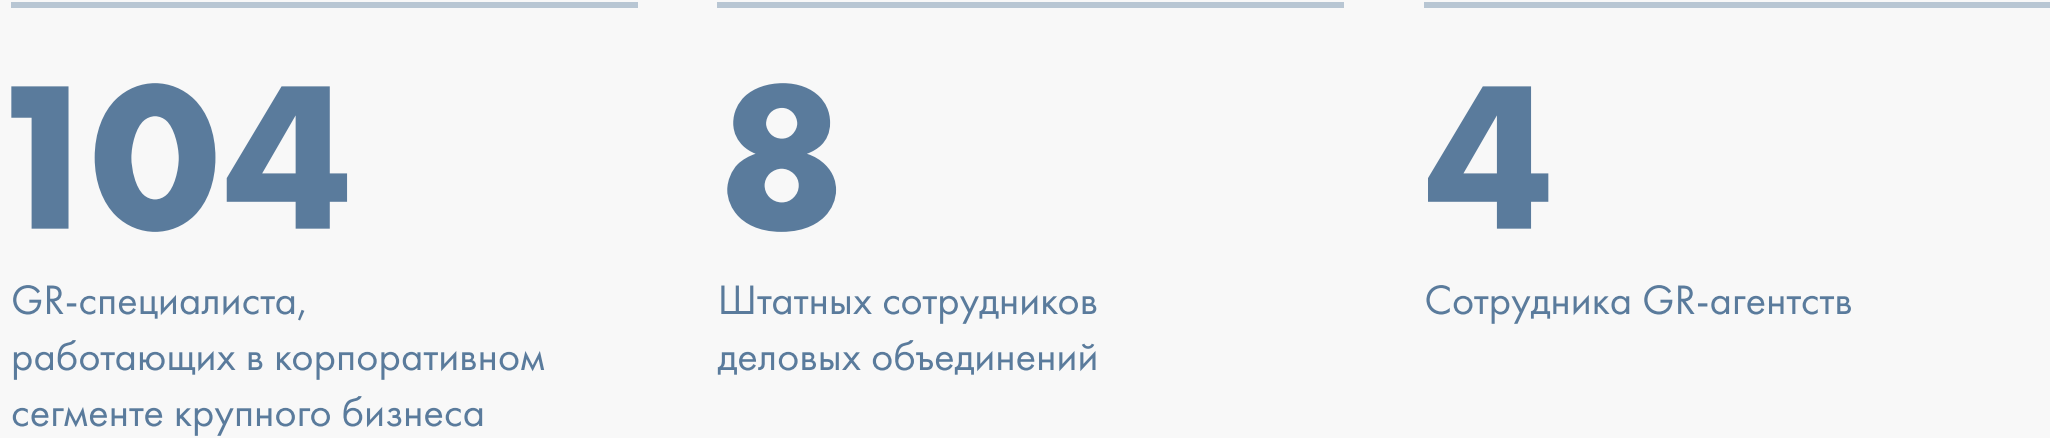 104
GR-специалиста,
работающих в корпоративном
сегменте крупного бизнеса
8
Штатных сотрудников
деловых объединений
4
Сотрудника GR-агентств